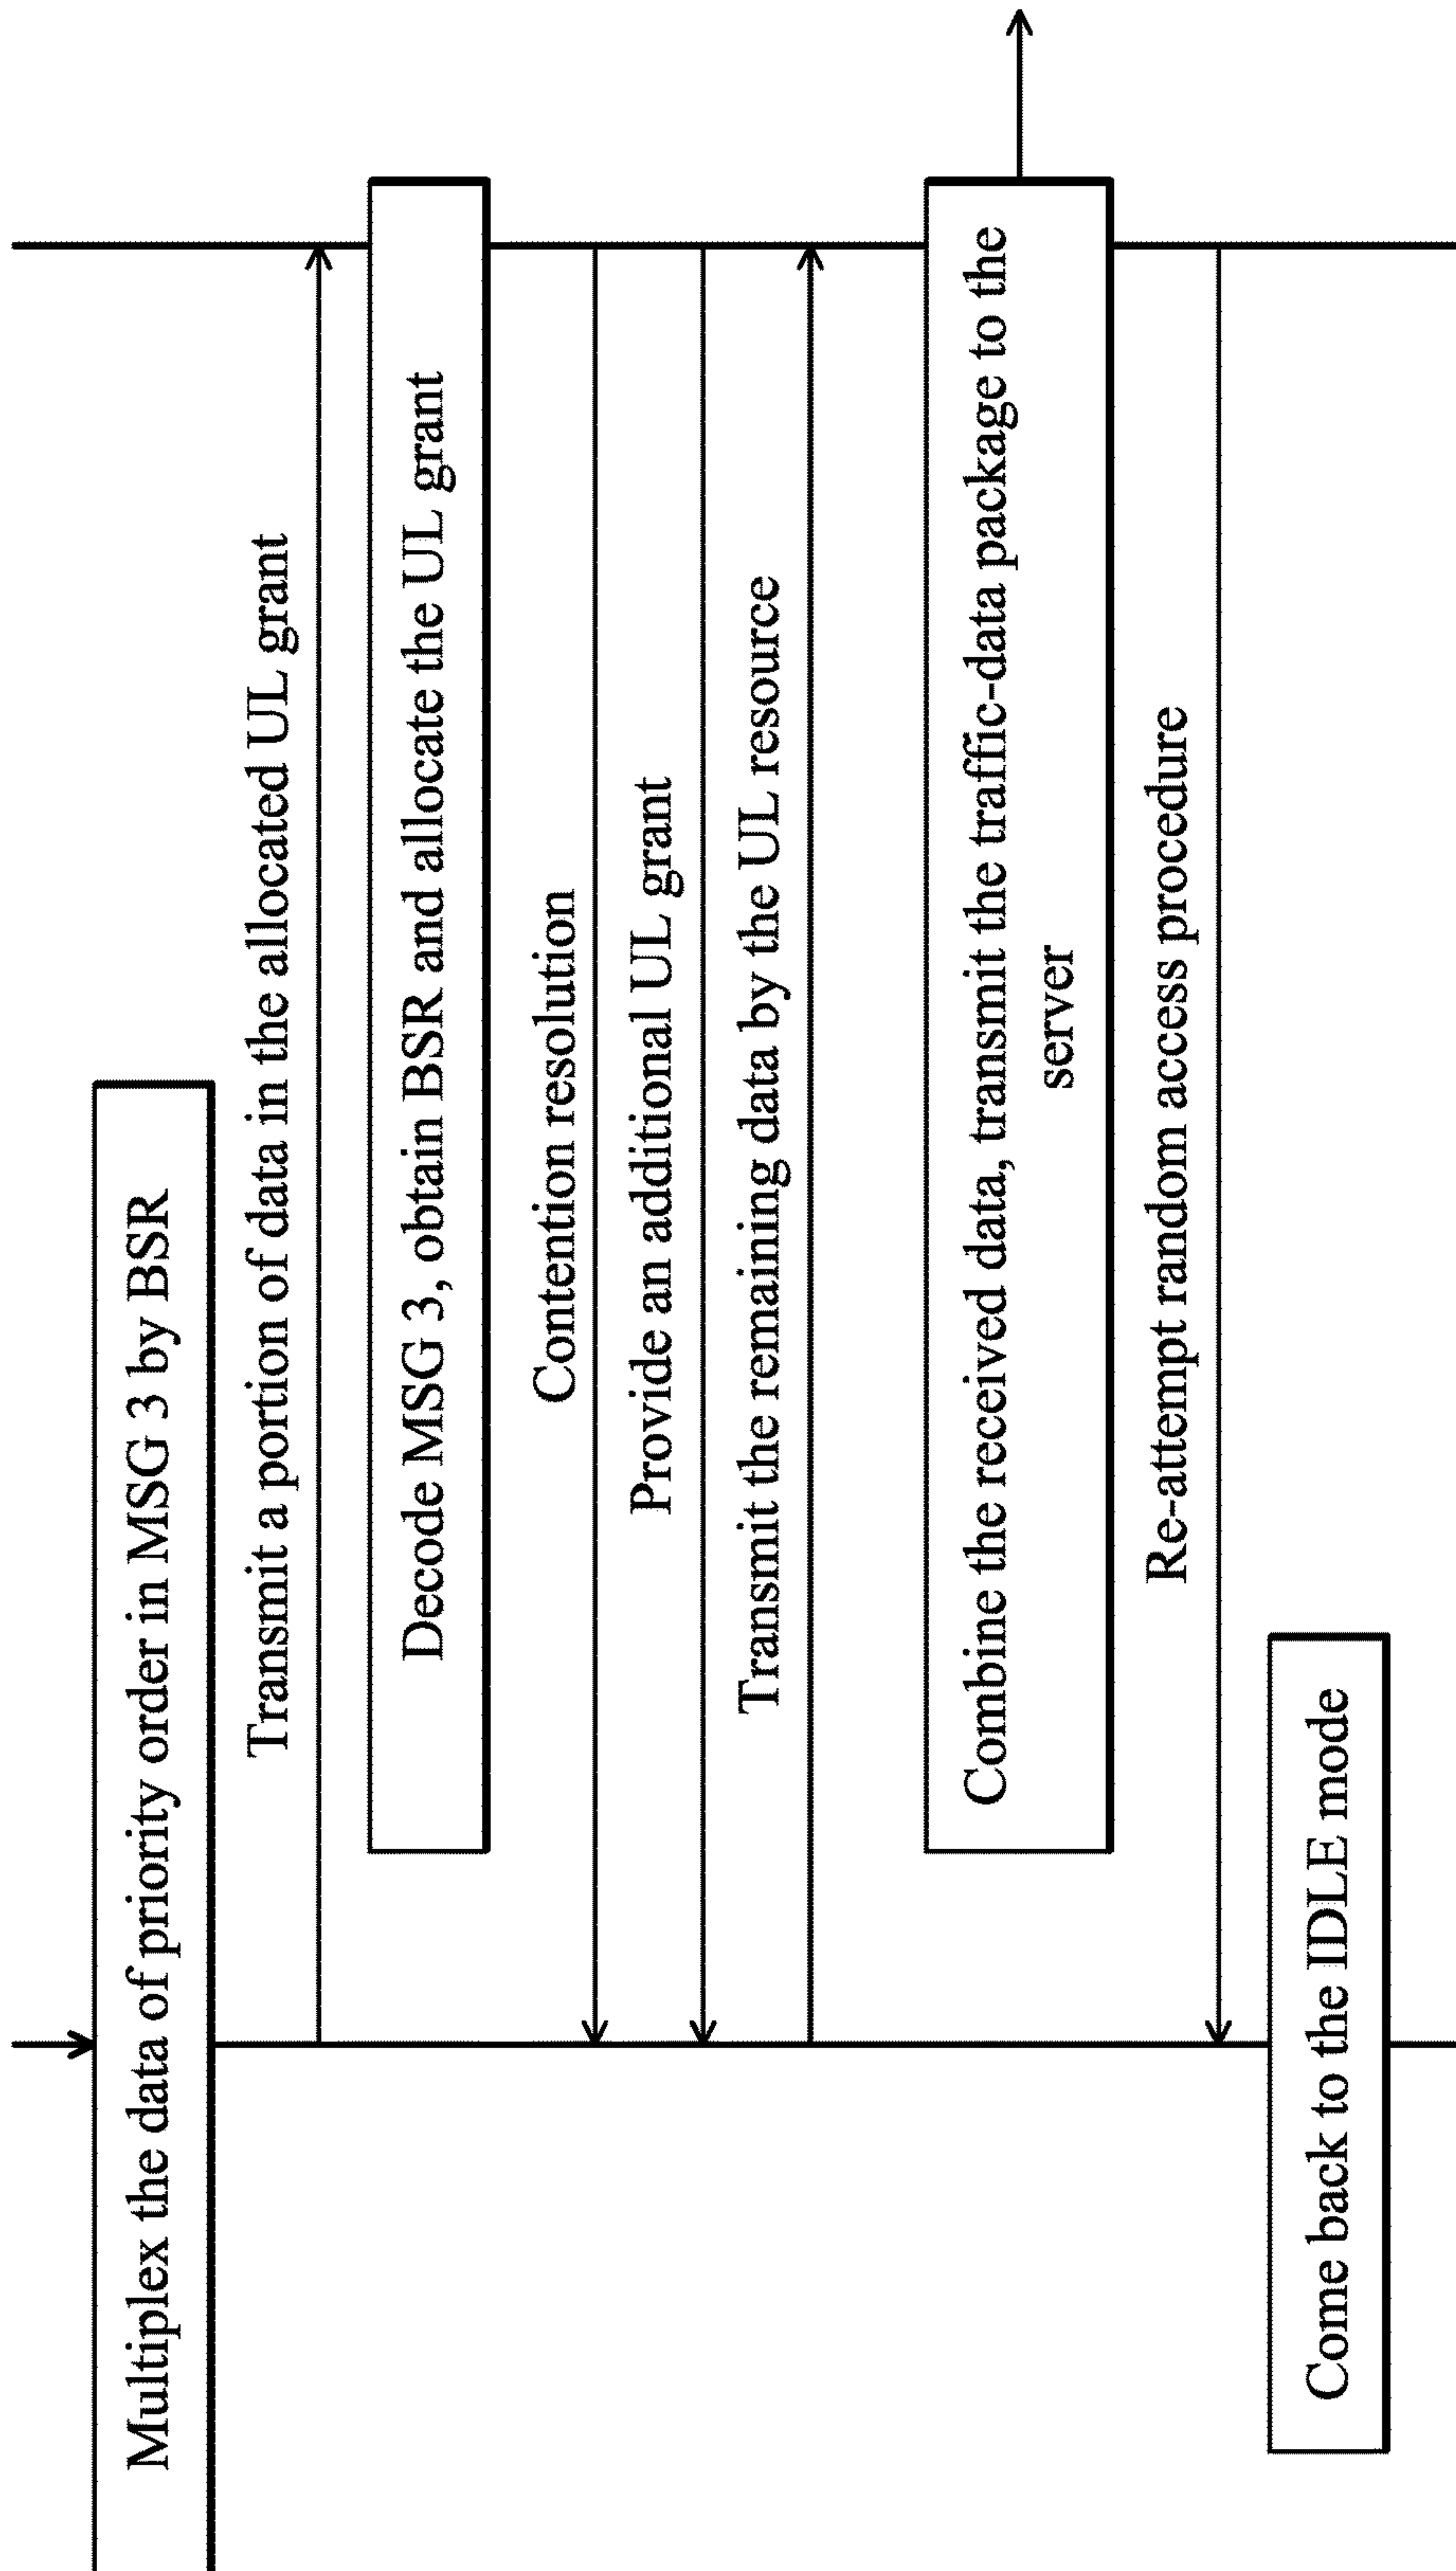 Multiplex the data of priority order in MSG 3 by BSR
Transmit a portion of data in the allocated UL grant
Decode MSG 3, obtain BSR and allocate the UL grant
Contention resolution
Provide an additional UL grant
Transmit the remaining data by the UL resource
Combine the received data, transmit the traffic-data package to the
server
Re-attempt random access procedure
Come back to the IDLE mode